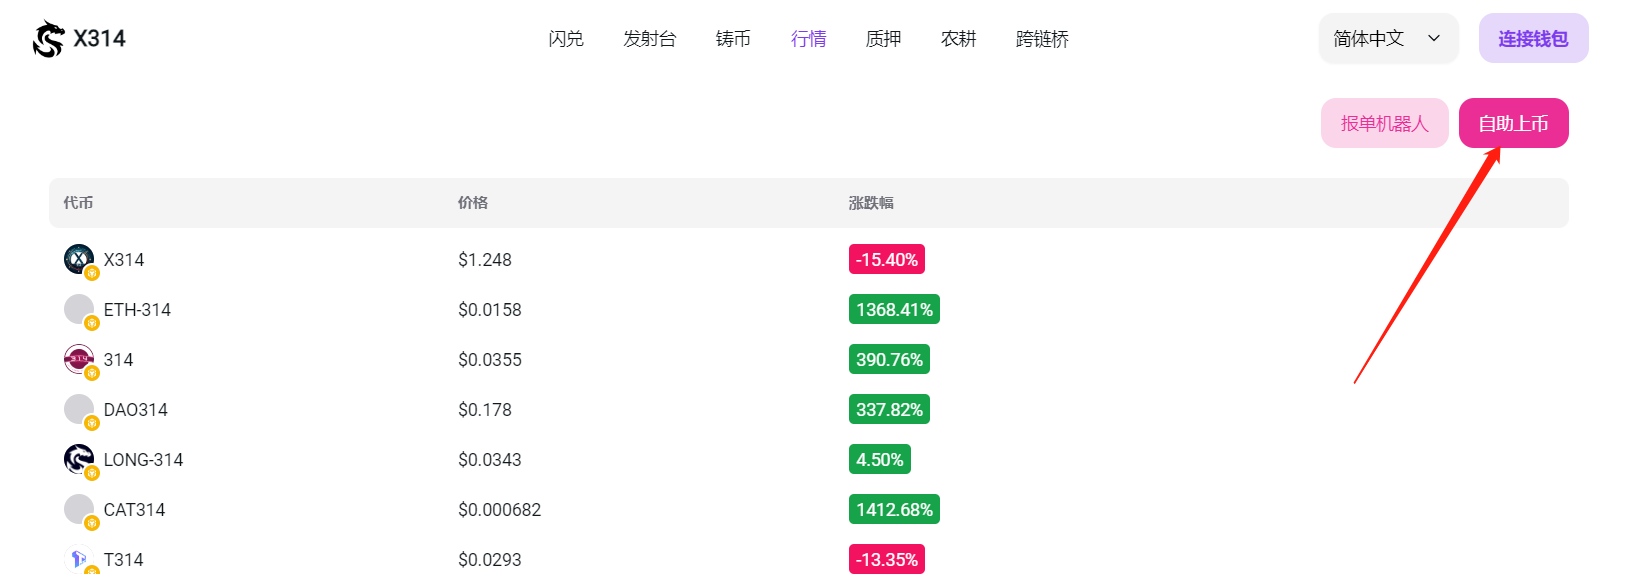 X314 闪兑 发射台 铸币 行情 质押 农耕 跨链桥 简体中文 连接钱包
报单机器人 自助上币
代币 价格 涨跌幅
X314 $1.248 -15.40%
ETH-314 $0.0158 1368.41%
314 $0.0355 390.76%
DAO314 $0.178 337.82%
LONG-314 $0.0343 4.50%
CAT314 $0.000682 1412.68%
T314 $0.0293 -13.35%